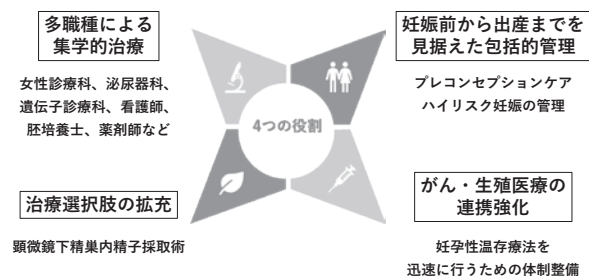 多職種による
集学的治療
女性診療科、泌尿器科、
遺伝子診療科、看護師、
胚培養士、薬剤師など
妊娠前から出産までを
見据えた包括的管理
プレコンセプションケア
ハイリスク妊娠の管理
4つの役割
治療選択肢の拡充
顕微鏡下精巣内精子採取術
がん・生殖医療の
連携強化
妊孕性温存療法を
迅速に行うための体制整備